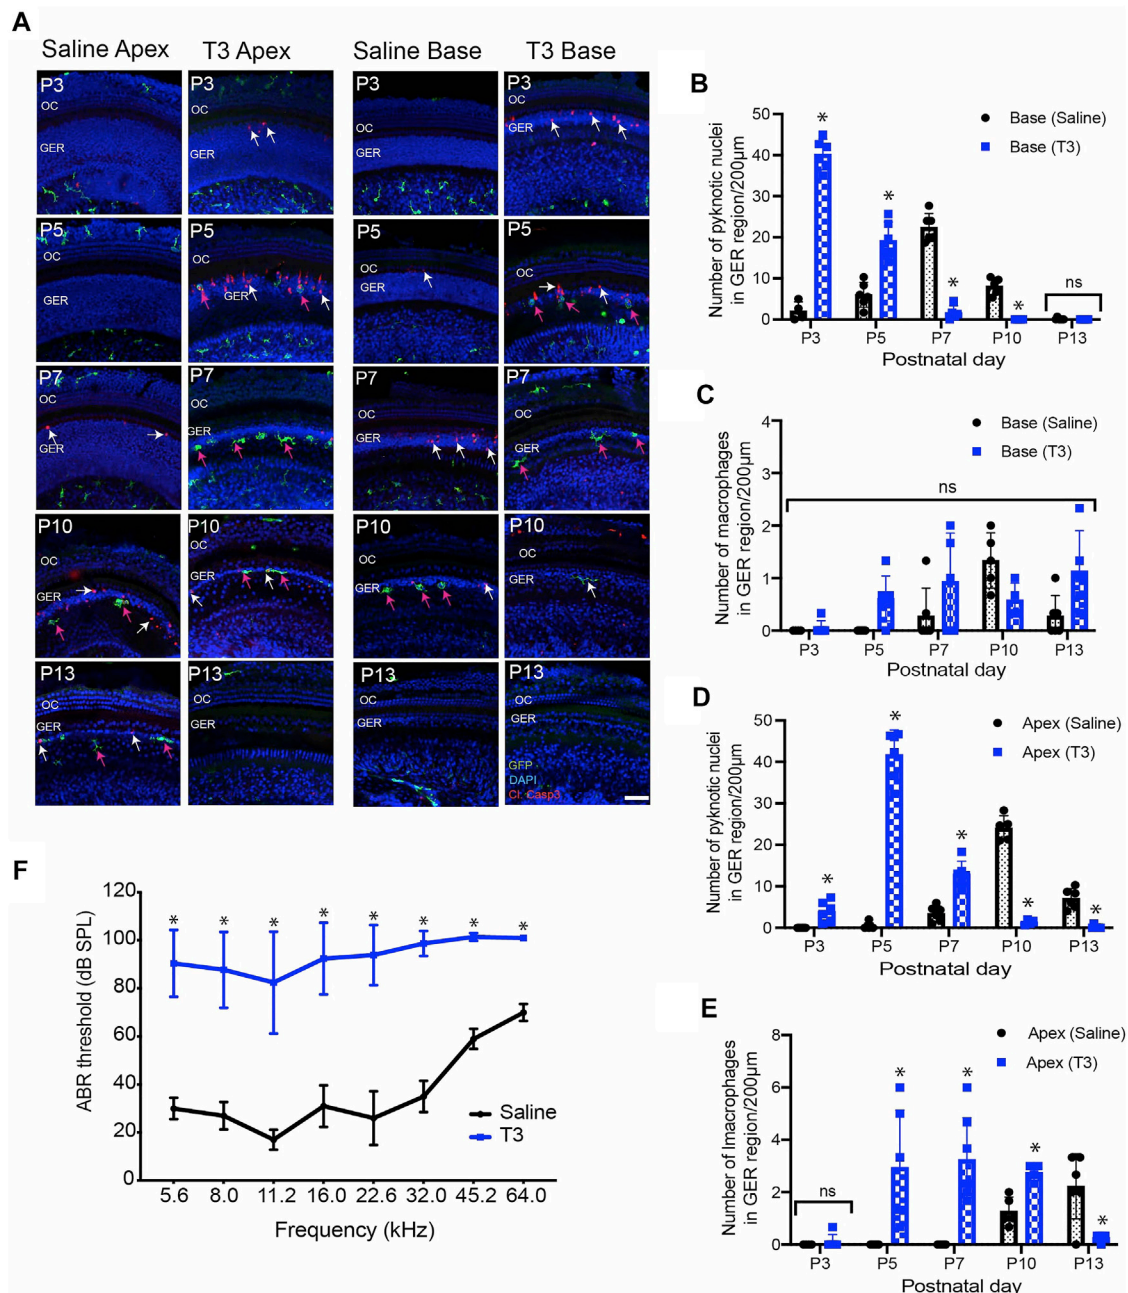 A
Saline Apex
T3 Apex
Saline Base
T3 Base
P3
OC
GER
P3
OC
GER
P3
OC
GER
P3
OC
GER
P5
OC
GER
P5
OC
GER
P5
OC
GER
P5
OC
GER
P7
OC
GER
P7
OC
GER
P7
OC
GER
P7
OC
GER
P10
OC
GER
P10
OC
GER
P10
OC
GER
P10
OC
GER
P13
OC
GER
P13
OC
GER
P13
OC
GER
P13
OC
GER
GFP
DAPI
Cl. Casp3
B
Number of pyknotic nuclei
in GER region/200µm
50
40
30
20
10
0
Base (Saline)
Base (T3)
*
*
*
*
ns
P3 P5 P7 P10 P13
Postnatal day
C
Number of macrophages
in GER region/200µm
4
3
2
1
0
Base (Saline)
Base (T3)
ns
P3 P5 P7 P10 P13
Postnatal day
D
Number of pyknotic nuclei
in GER region/200µm
50
40
30
20
10
0
Apex (Saline)
Apex (T3)
*
*
*
*
*
P3 P5 P7 P10 P13
Postnatal day
E
Number of lmacrophages
in GER region/200µm
8
6
4
2
0
Apex (Saline)
Apex (T3)
ns
*
*
*
*
P3 P5 P7 P10 P13
Postnatal day
F
ABR threshold (dB SPL)
120
100
80
60
40
20
0
* * * * * * * *
Saline
T3
5.6 8.0 11.2 16.0 22.6 32.0 45.2 64.0
Frequency (kHz)